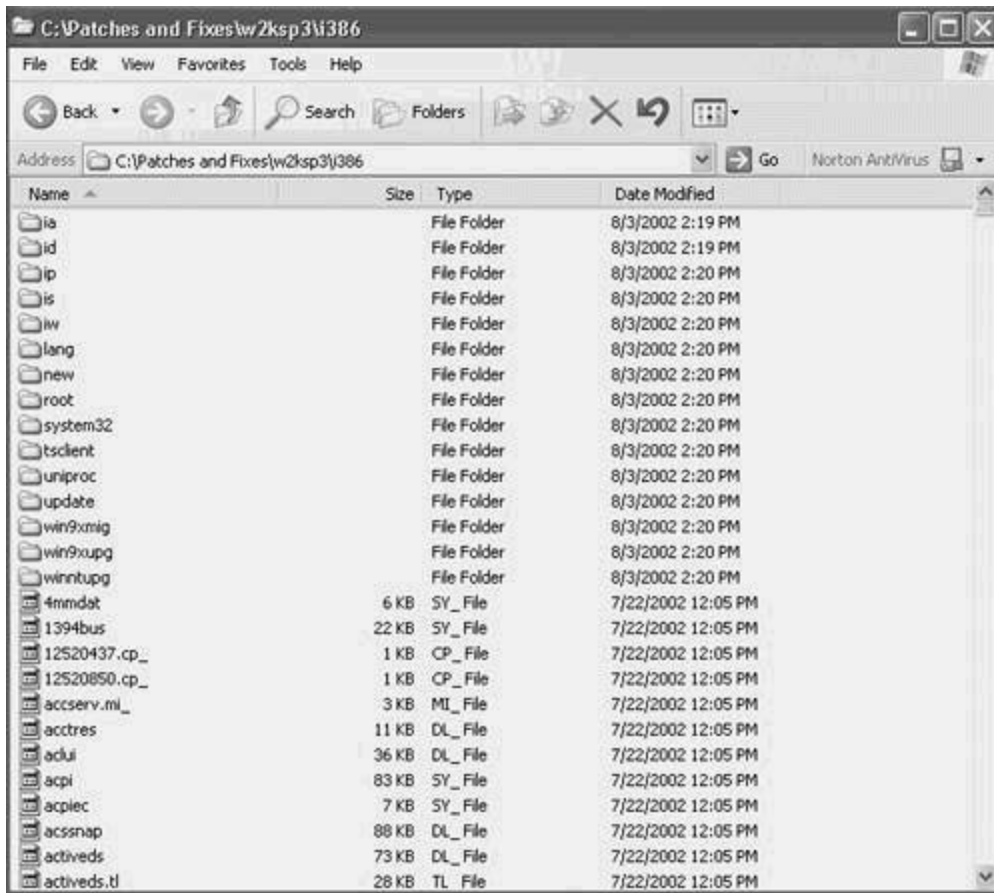 C:\Patches and Fixes\w2ksp3\i386
File Edit View Favorites Tools Help
Back Search Folders
Address C:\Patches and Fixes\w2ksp3\i386 Go Norton AntiVirus
Name Size Type Date Modified
ia File Folder 8/3/2002 2:19 PM
id File Folder 8/3/2002 2:19 PM
ip File Folder 8/3/2002 2:20 PM
is File Folder 8/3/2002 2:20 PM
iw File Folder 8/3/2002 2:20 PM
lang File Folder 8/3/2002 2:20 PM
new File Folder 8/3/2002 2:20 PM
root File Folder 8/3/2002 2:20 PM
system32 File Folder 8/3/2002 2:20 PM
tsclient File Folder 8/3/2002 2:20 PM
uniproc File Folder 8/3/2002 2:20 PM
update File Folder 8/3/2002 2:20 PM
win9xmig File Folder 8/3/2002 2:20 PM
win9xupg File Folder 8/3/2002 2:20 PM
winntupg File Folder 8/3/2002 2:20 PM
4mmdat 6 KB SY_ File 7/22/2002 12:05 PM
1394bus 22 KB SY_ File 7/22/2002 12:05 PM
12520437.cp_ 1 KB CP_ File 7/22/2002 12:05 PM
12520850.cp_ 1 KB CP_ File 7/22/2002 12:05 PM
accserv.mi_ 3 KB MI_ File 7/22/2002 12:05 PM
acctres 11 KB DL_ File 7/22/2002 12:05 PM
aclui 36 KB DL_ File 7/22/2002 12:05 PM
acpi 83 KB SY_ File 7/22/2002 12:05 PM
acpiec 7 KB SY_ File 7/22/2002 12:05 PM
acssnap 88 KB DL_ File 7/22/2002 12:05 PM
activeds 73 KB DL_ File 7/22/2002 12:05 PM
activeds.tl 28 KB TL_ File 7/22/2002 12:05 PM